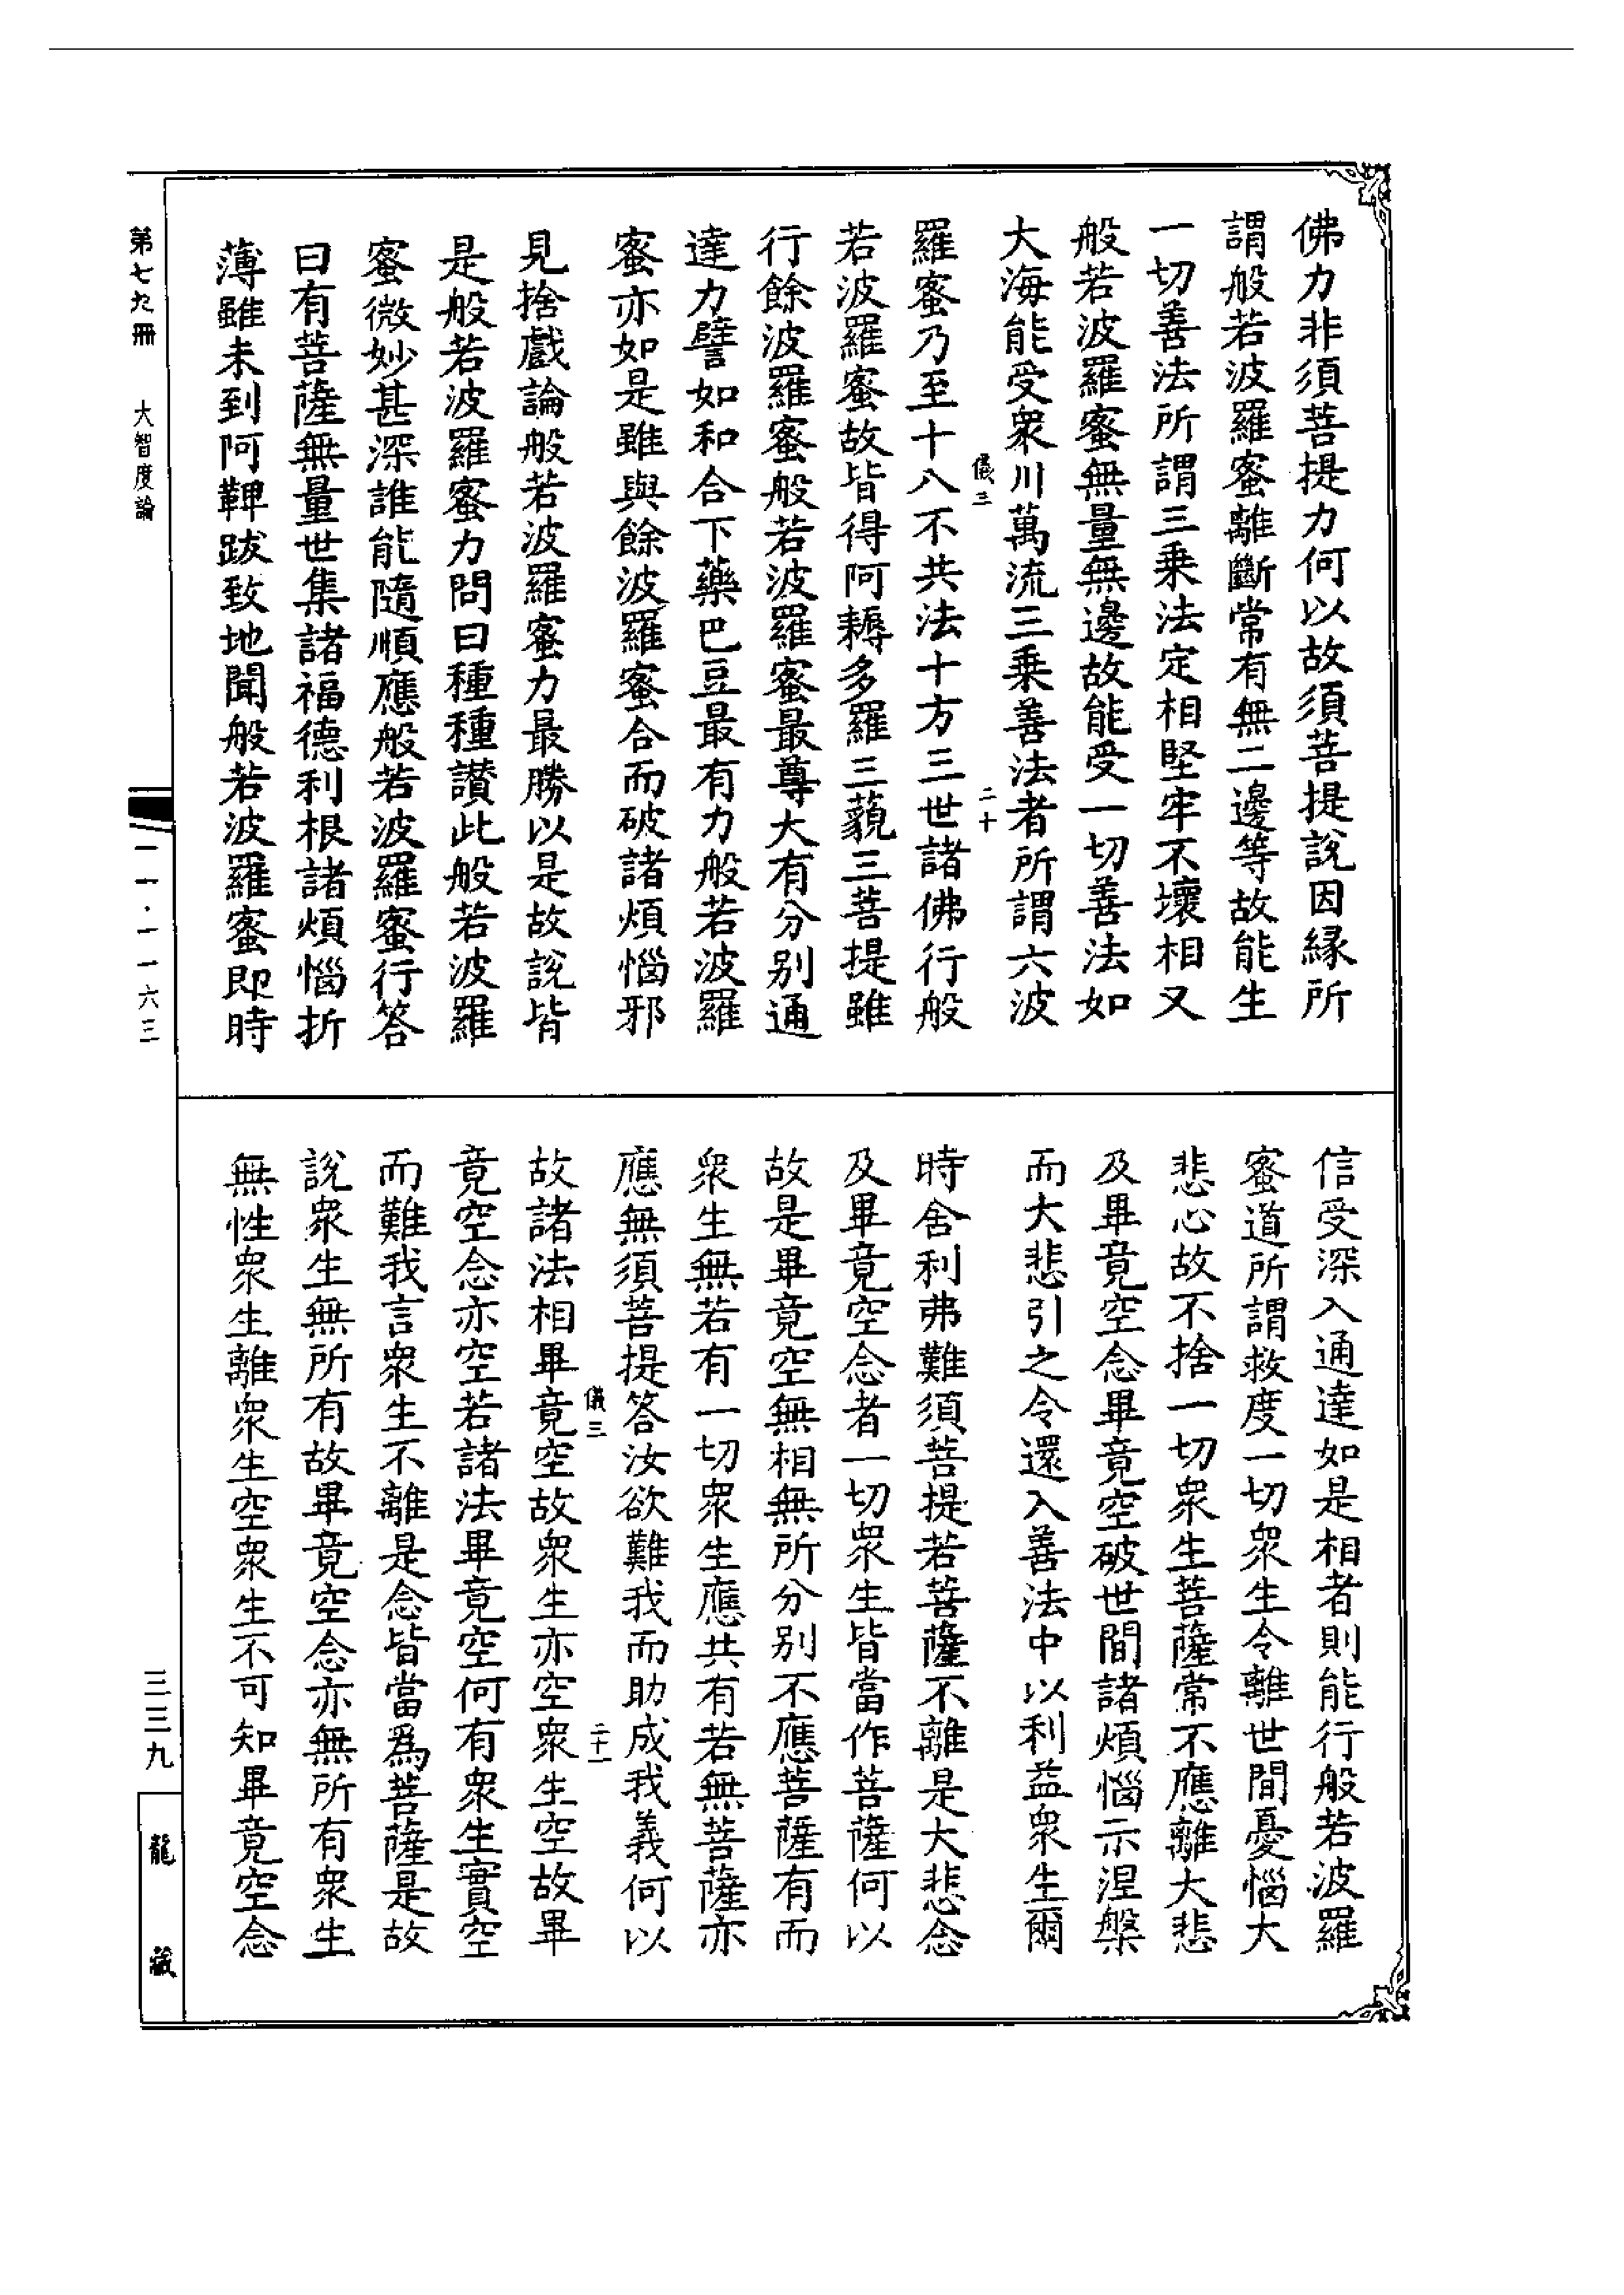 佛力非須菩提力何以故須菩提說因緣所
謂般若波羅蜜離斷常有無二邊等故能生
一切善法所謂三乗法定相堅牢不壞相又
般若波羅蜜無量無邊故能受一切善法如
大海能受衆川萬流三乗善法者所謂六波
儀三
二十
羅蜜乃至十八不共法十方三世諸佛行般
若波羅蜜故皆得阿耨多羅三藐三菩提雖
行餘波羅蜜般若波羅蜜最尊大有分别通
達力譬如和合下藥巴豆最有力般若波羅
蜜亦如是雖與餘波羅蜜合而破諸煩惱邪
見捨戲論般若波羅蜜力最勝以是故說皆
是般若波羅蜜力問曰種種讃此般若波羅
蜜微妙甚深誰能隨順應般若波羅蜜行答
曰有菩薩無量世集諸福德利根諸煩惱折
薄雖未到阿鞞跋致地聞般若波羅蜜即時
信受深入通達如是相者則能行般若波羅
蜜道所謂救度一切衆生令離世間憂惱大
悲心故不捨一切衆生菩薩常不應離大悲
及畢竟空念畢竟空破世間諸煩惱示涅槃
而大悲引之令還入善法中以利益衆生爾
時舍利弗難須菩提若菩薩不離是大悲念
及畢竟空念者一切衆生皆當作菩薩何以
故是畢竟空無相無所分别不應菩薩有而
衆生無若有一切衆生應共有若無菩薩亦
應無須菩提答汝欲難我而助成我義何以
儀三
二十一
故諸法相畢竟空故衆生亦空衆生空故畢
竟空念亦空若諸法畢竟空何有衆生實空
而難我言衆生不離是念皆當爲菩薩是故
說衆生無所有故畢竟空念亦無所有衆生
無性衆生離衆生空衆生不可知畢竟空念
第七九冊 大智度論
一一·一一六三
三三九
龍藏